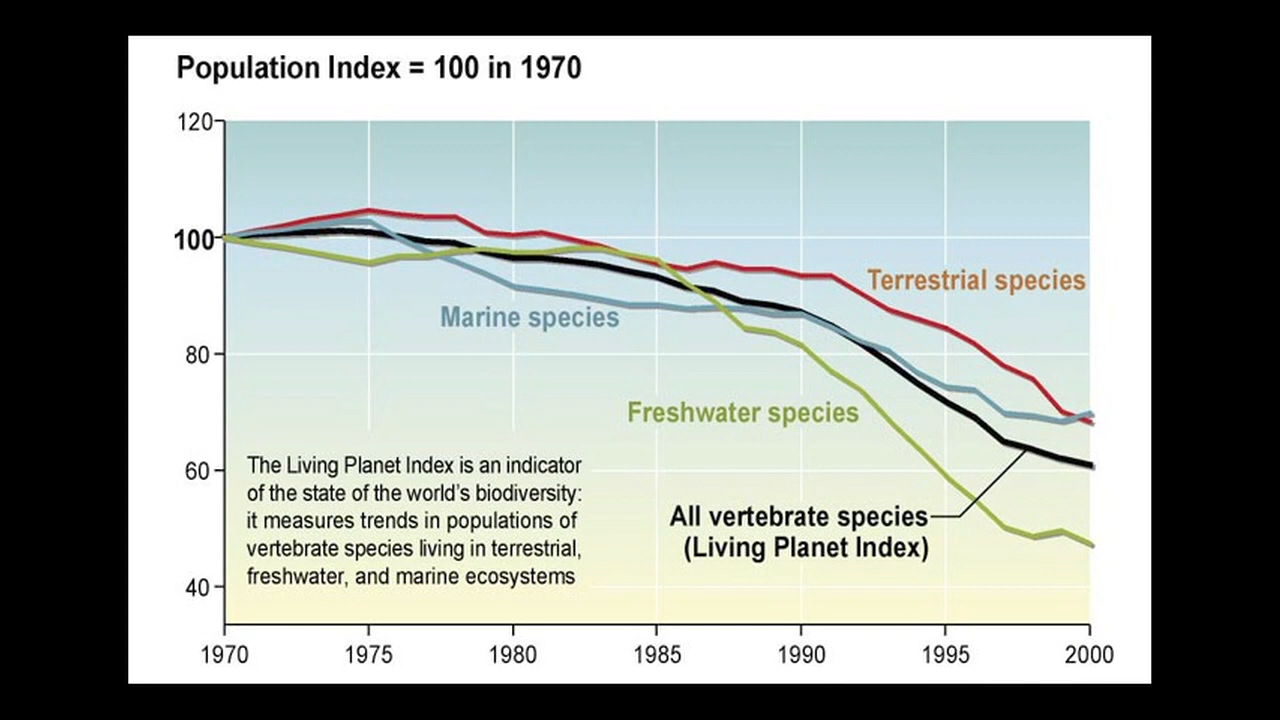 Population Index = 100 in 1970
120
100
80
60
40
Terrestrial species
Marine species
Freshwater species
The Living Planet Index is an indicator
of the state of the world's biodiversity:
it measures trends in populations of
vertebrate species living in terrestrial,
freshwater, and marine ecosystems
All vertebrate species
(Living Planet Index)
1970 1975 1980 1985 1990 1995 2000